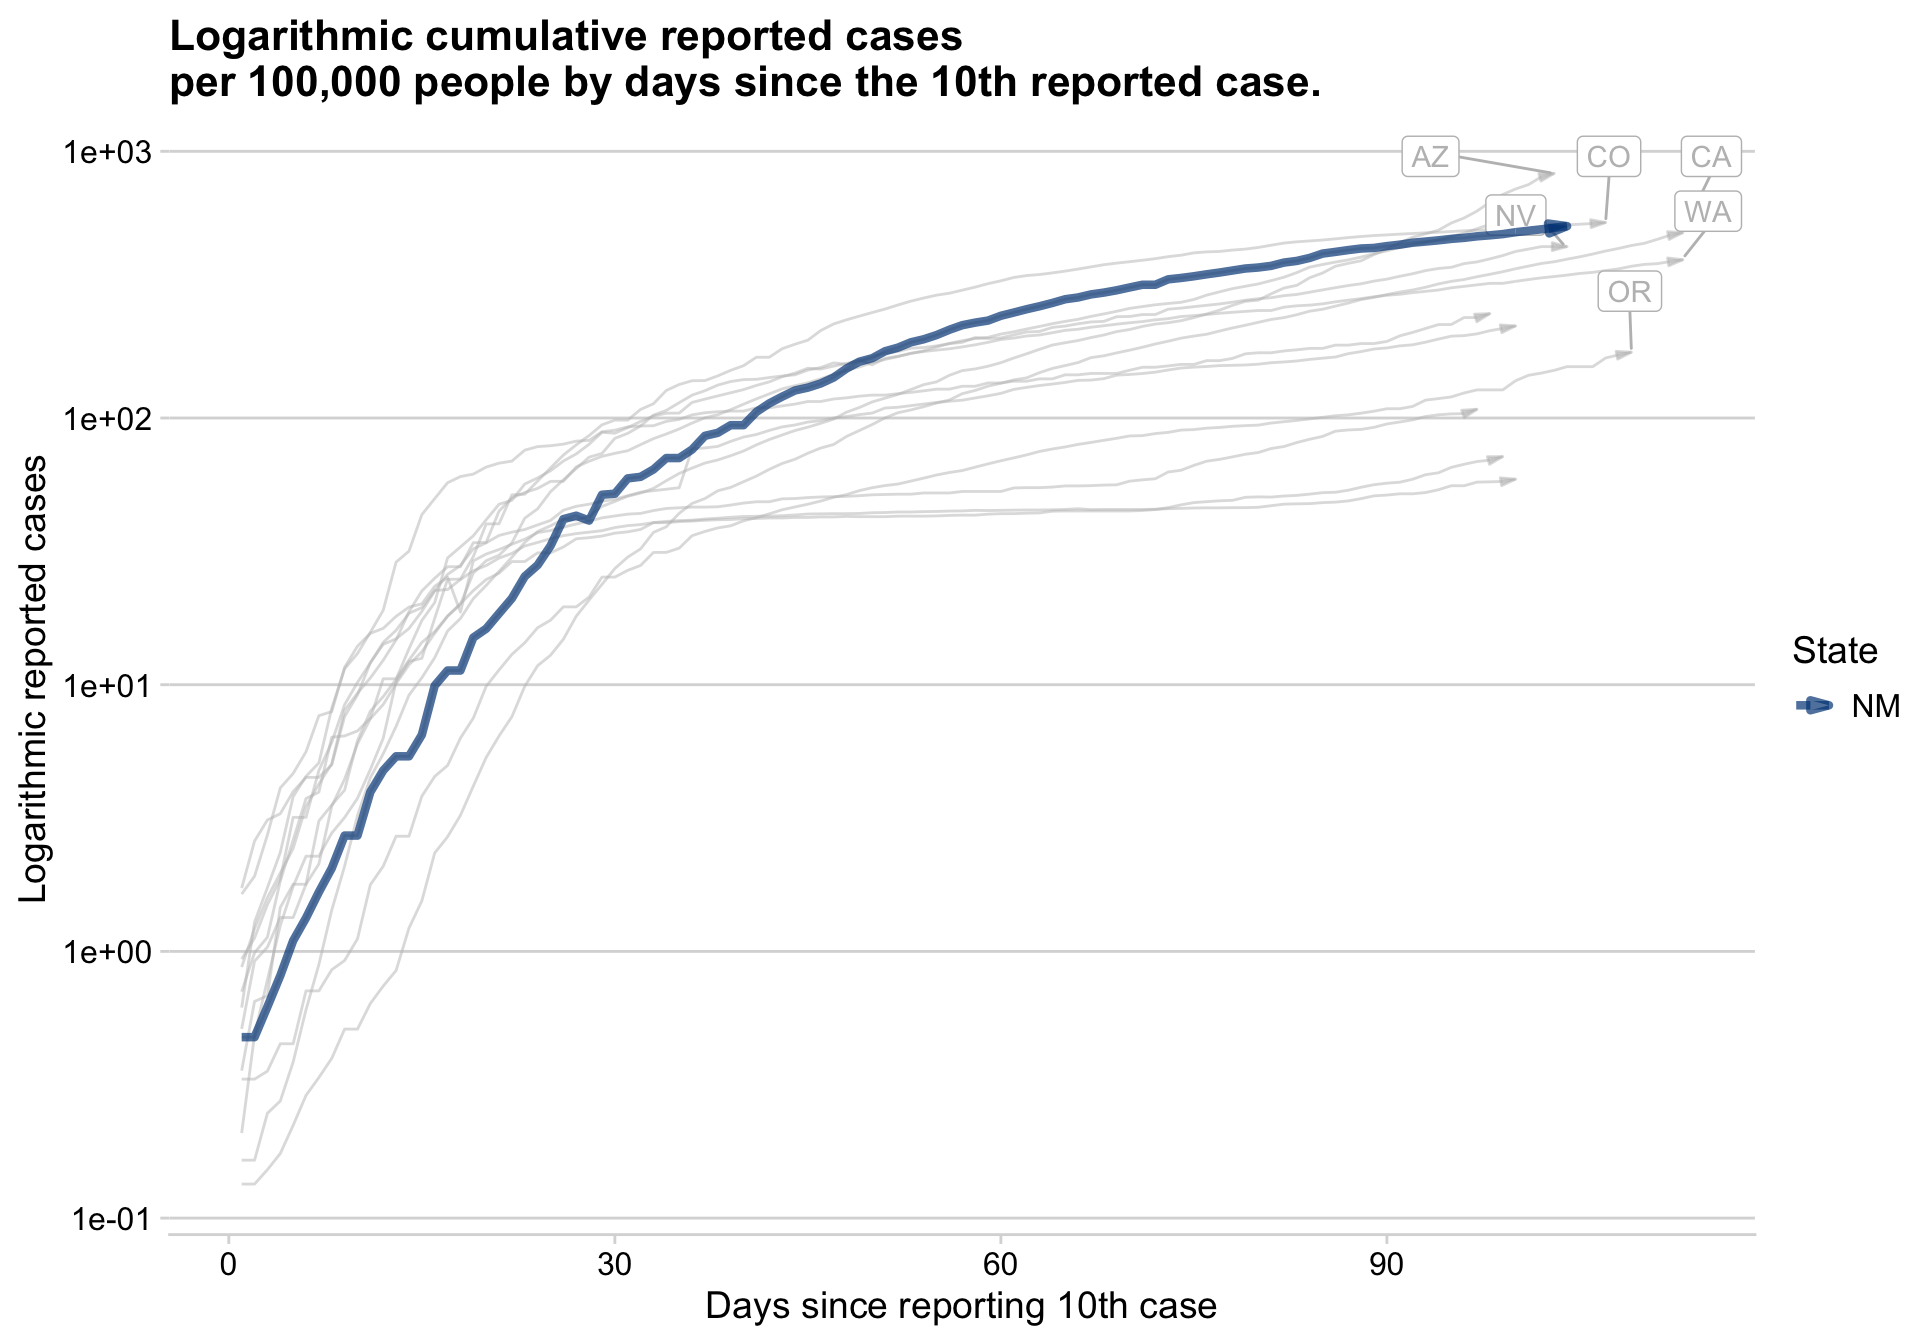 Logarithmic cumulative reported cases
per 100,000 people by days since the 10th reported case.
1e+03
1e+02
1e+01
1e+00
1e-01
Logarithmic reported cases
AZ
CO
CA
NV
WA
OR
State
NM
0
30
60
90
Days since reporting 10th case